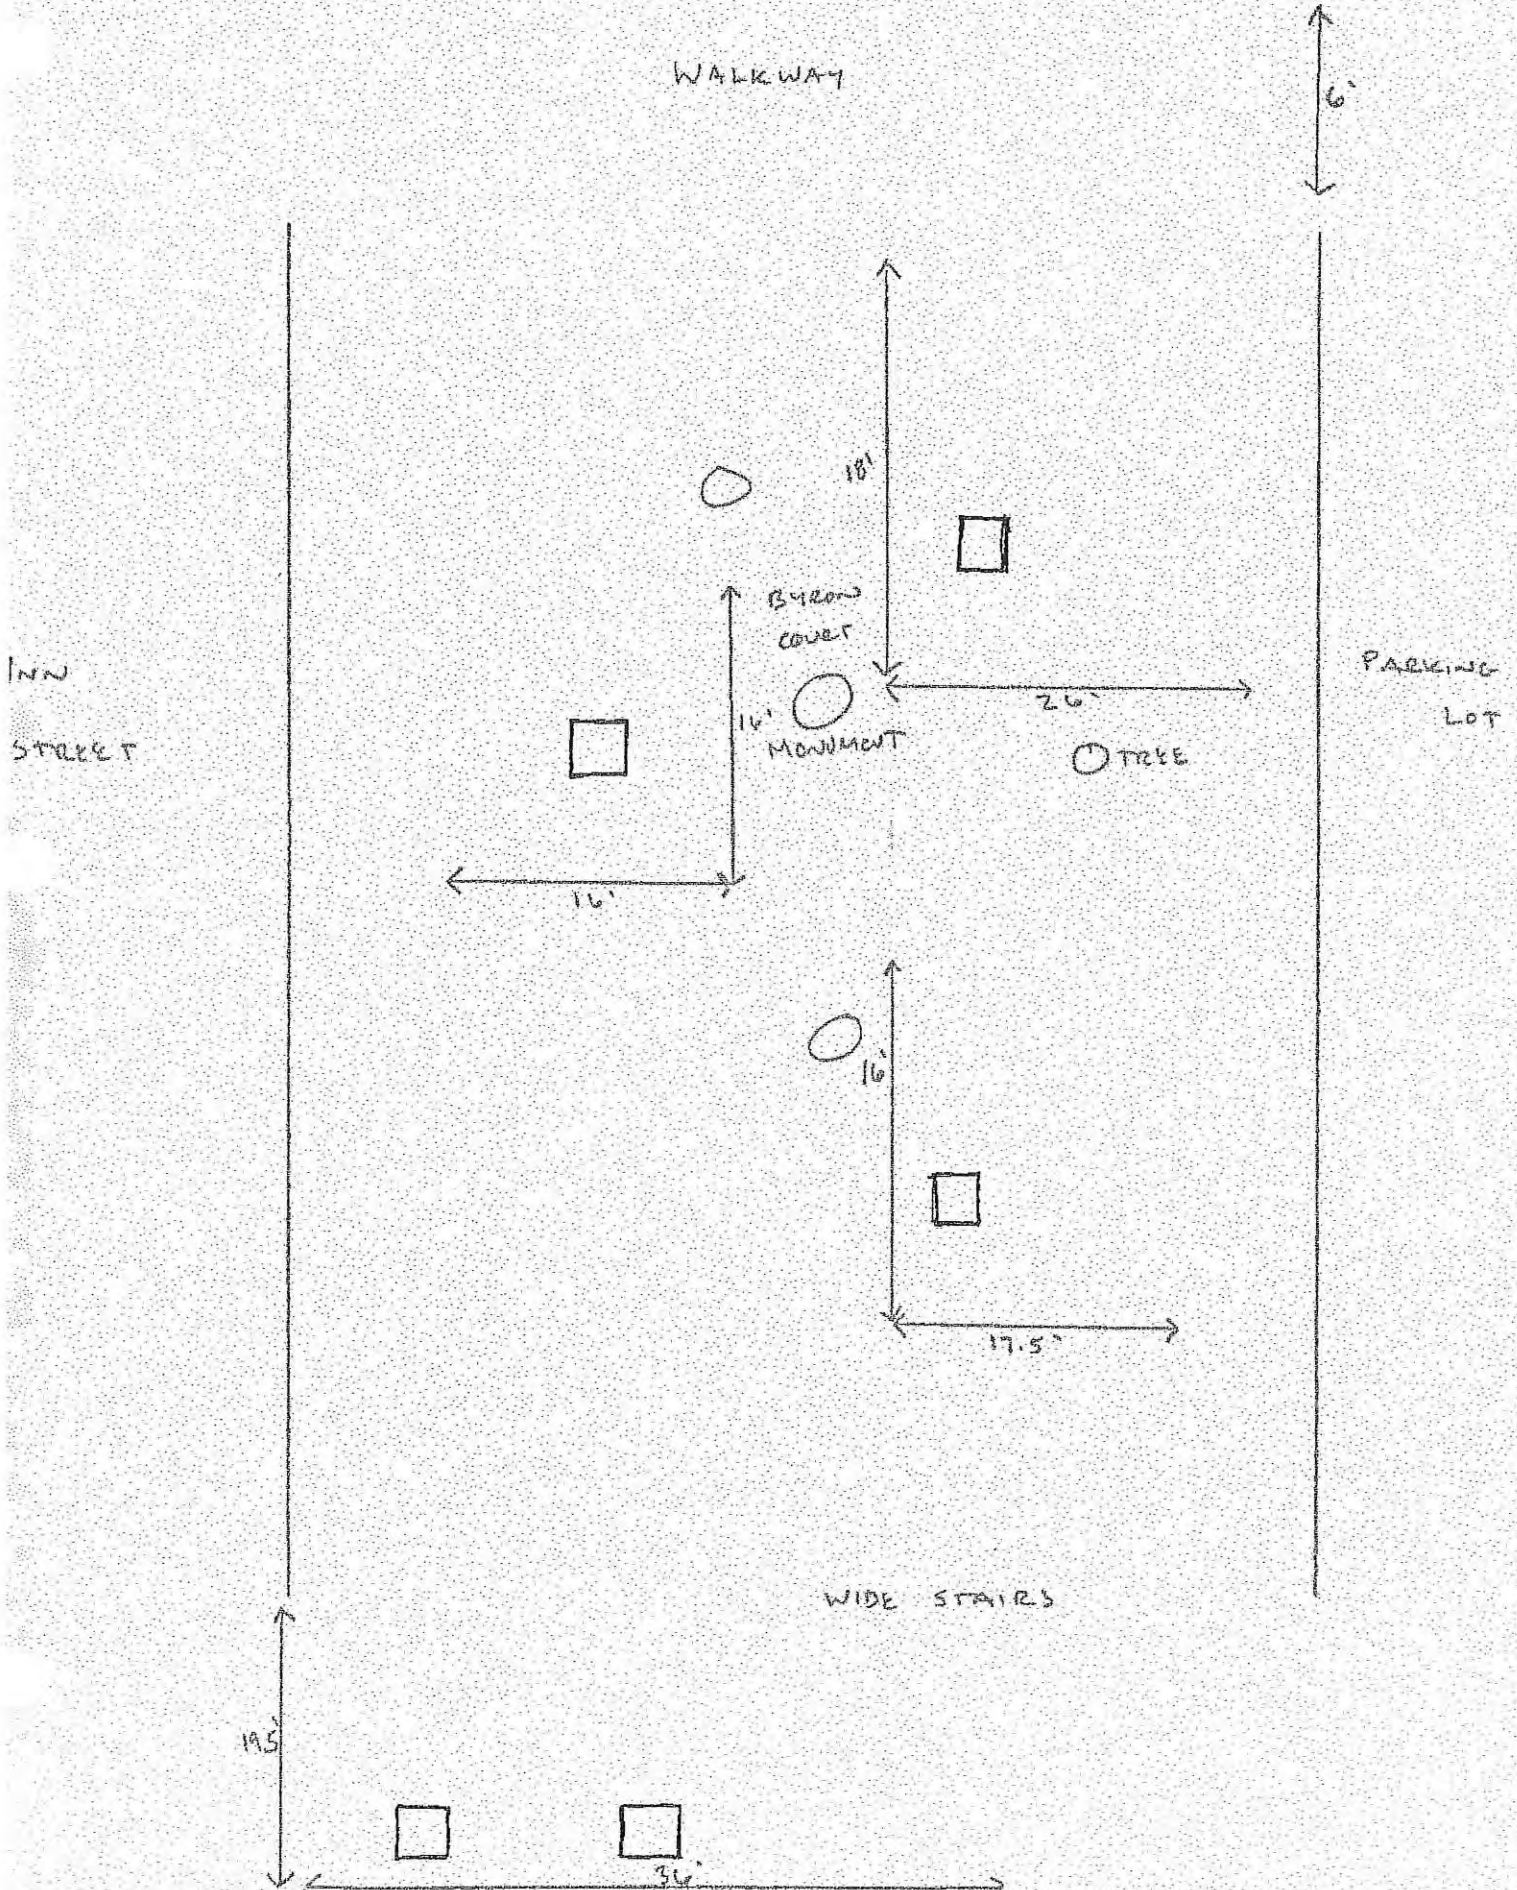 WALKWAY
6'
18'
BYRON
COURT
INN
STREET
16'
MONUMENT
26'
TREE
PARKING
LOT
16'
16'
17.5'
WIDE STAIRS
19.5'
36'